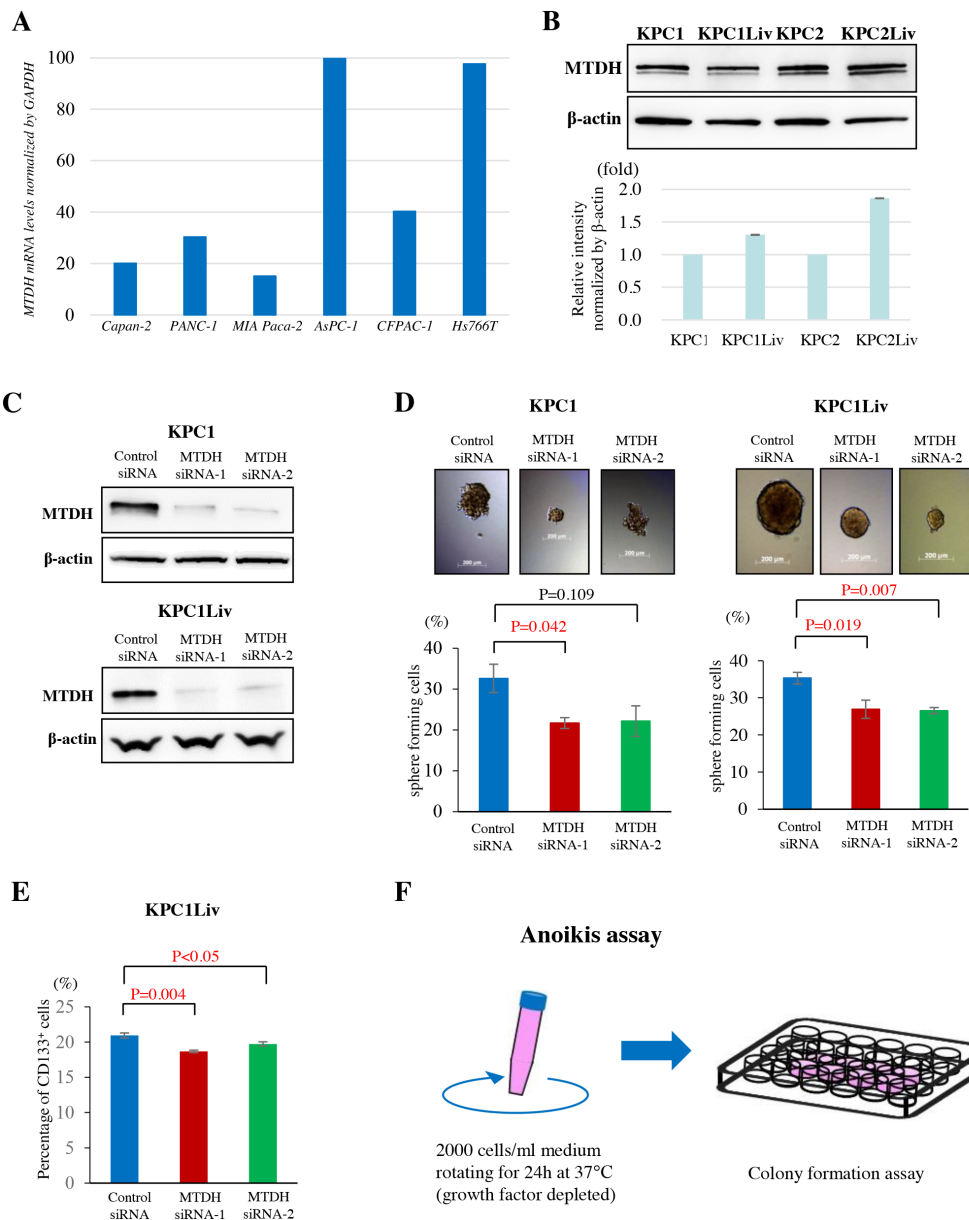 A
MTDH mRNA levels normalized by GAPDH
100
80
60
40
20
0
Capan-2 PANC-1 MIA Paca-2 AsPC-1 CFPAC-1 Hs766T
B
KPC1 KPC1Liv KPC2 KPC2Liv
MTDH
β-actin
(fold)
Relative intensity
normalized by β-actin
2.0
1.5
1.0
0.5
0.0
KPC1 KPC1Liv KPC2 KPC2Liv
C
KPC1
Control MTDH MTDH
siRNA siRNA-1 siRNA-2
MTDH
β-actin
KPC1Liv
Control MTDH MTDH
siRNA siRNA-1 siRNA-2
MTDH
β-actin
D
KPC1
Control MTDH MTDH
siRNA siRNA-1 siRNA-2
200 μm 200 μm 200 μm
P=0.109
(%)
P=0.042
sphere forming cells
40
30
20
10
0
Control MTDH MTDH
siRNA siRNA-1 siRNA-2
KPC1Liv
Control MTDH MTDH
siRNA siRNA-1 siRNA-2
200 μm 200 μm 200 μm
P=0.007
(%)
P=0.019
sphere forming cells
40
30
20
10
0
Control MTDH MTDH
siRNA siRNA-1 siRNA-2
E
KPC1Liv
P<0.05
(%)
P=0.004
Percentage of CD133⁺ cells
25
20
15
10
5
0
Control MTDH MTDH
siRNA siRNA-1 siRNA-2
F
Anoikis assay
2000 cells/ml medium
rotating for 24h at 37°C
(growth factor depleted)
Colony formation assay